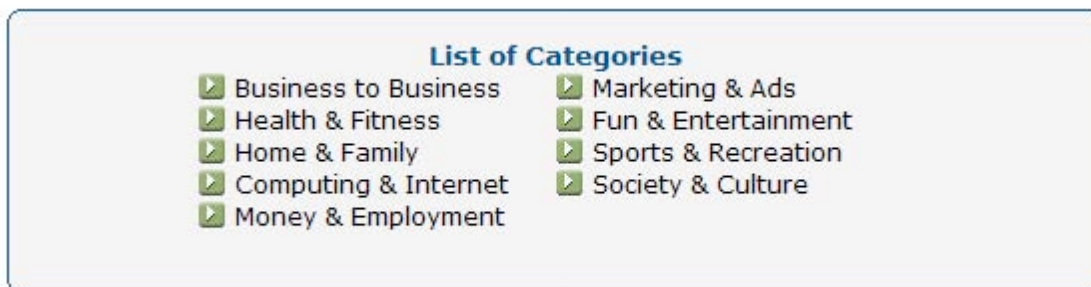 List of Categories
Business to Business
Health & Fitness
Home & Family
Computing & Internet
Money & Employment
Marketing & Ads
Fun & Entertainment
Sports & Recreation
Society & Culture